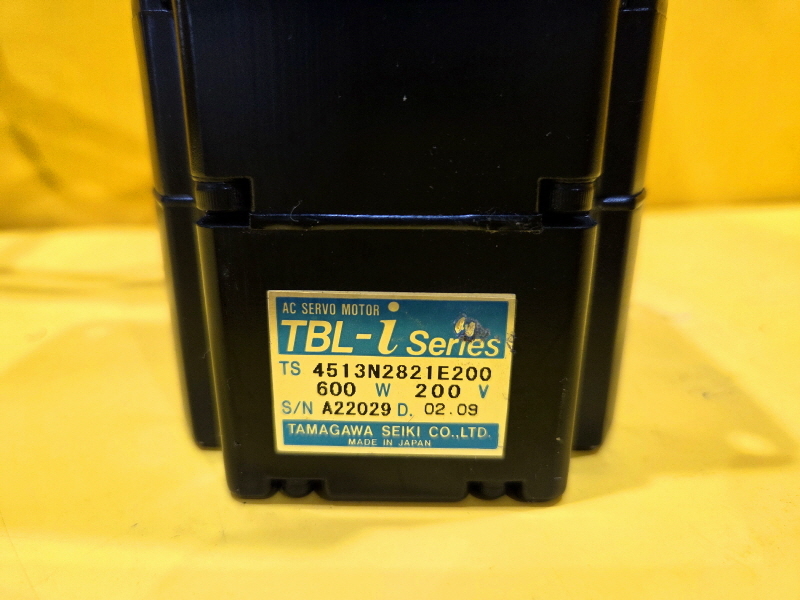 AC SERVO MOTOR
TBL-i Series
TS 4513N2821E200
600 W 200 V
S/N A22029 D. 02.09
TAMAGAWA SEIKI CO.,LTD.
MADE IN JAPAN